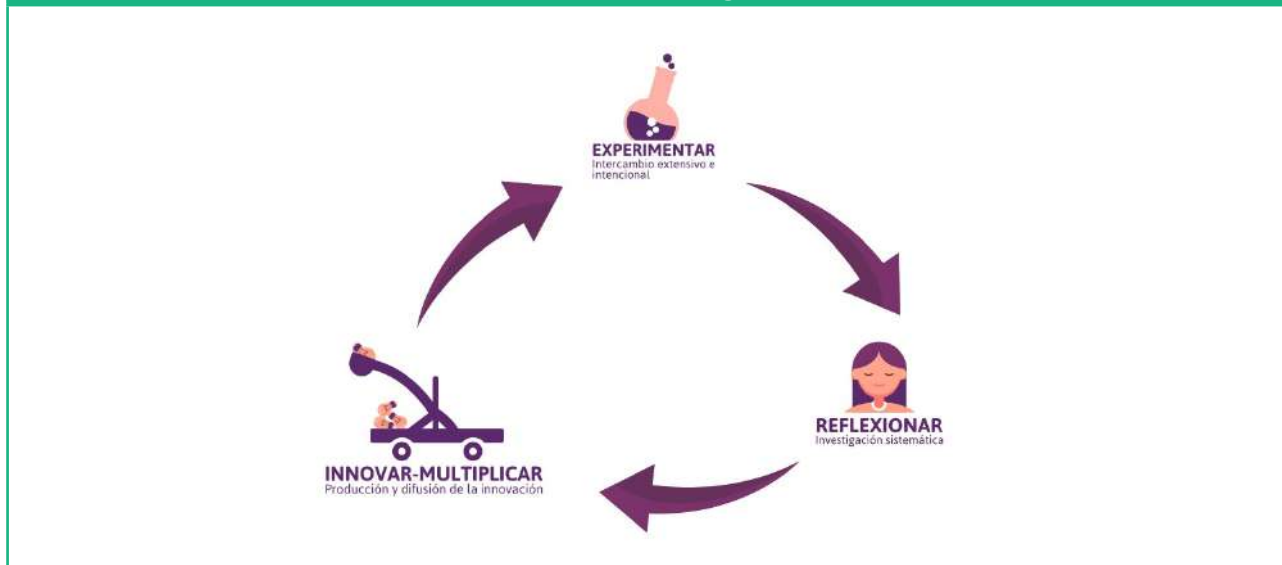 EXPERIMENTAR
Intercambio extensivo e
intencional
REFLEXIONAR
Investigación sistemática
INNOVAR-MULTIPLICAR
Producción y difusión de la innovación